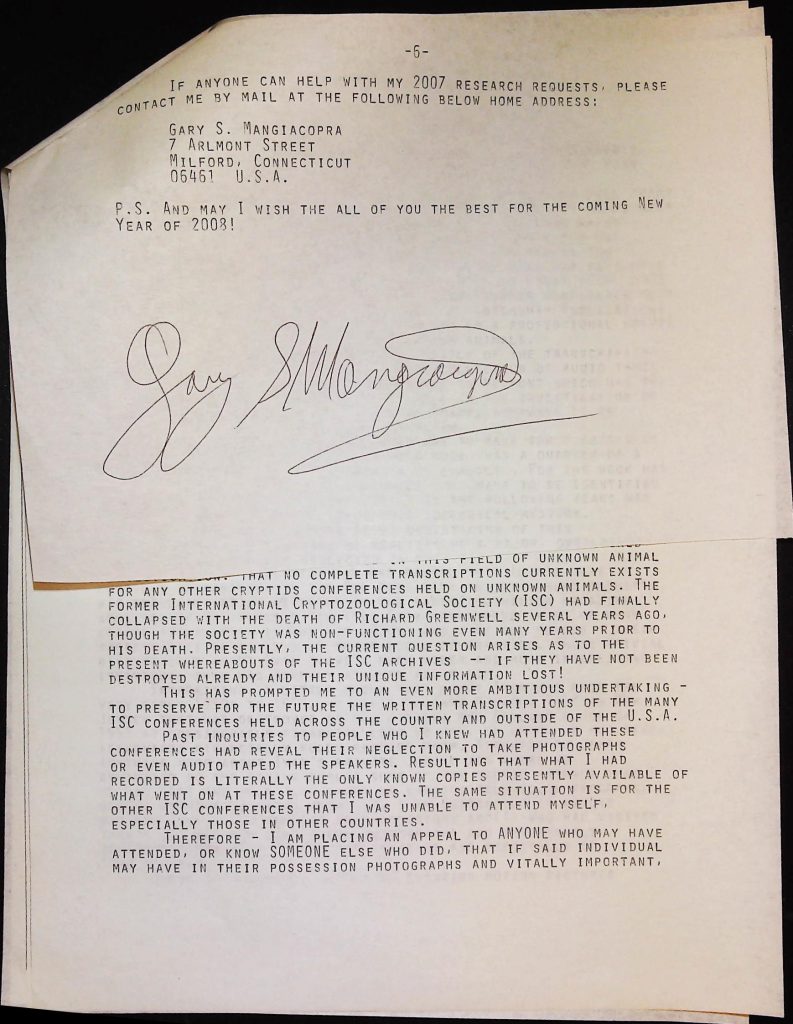 -6-
IF ANYONE CAN HELP WITH MY 2007 RESEARCH REQUESTS, PLEASE
CONTACT ME BY MAIL AT THE FOLLOWING BELOW HOME ADDRESS:
GARY S. MANGIACOPRA
7 ARLMONT STREET
MILFORD, CONNECTICUT
06461 U.S.A.
P.S. AND MAY I WISH THE ALL OF YOU THE BEST FOR THE COMING NEW
YEAR OF 2008!
Gary S Mangiacopra
IN THIS FIELD OF UNKNOWN ANIMAL
THAT NO COMPLETE TRANSCRIPTIONS CURRENTLY EXISTS
FOR ANY OTHER CRYPTIDS CONFERENCES HELD ON UNKNOWN ANIMALS. THE
FORMER INTERNATIONAL CRYPTOZOOLOGICAL SOCIETY (ISC) HAD FINALLY
COLLAPSED WITH THE DEATH OF RICHARD GREENWELL SEVERAL YEARS AGO,
THOUGH THE SOCIETY WAS NON-FUNCTIONING EVEN MANY YEARS PRIOR TO
HIS DEATH. PRESENTLY, THE CURRENT QUESTION ARISES AS TO THE
PRESENT WHEREABOUTS OF THE ISC ARCHIVES -- IF THEY HAVE NOT BEEN
DESTROYED ALREADY AND THEIR UNIQUE INFORMATION LOST!
THIS HAS PROMPTED ME TO AN EVEN MORE AMBITIOUS UNDERTAKING -
TO PRESERVE FOR THE FUTURE THE WRITTEN TRANSCRIPTIONS OF THE MANY
ISC CONFERENCES HELD ACROSS THE COUNTRY AND OUTSIDE OF THE U.S.A.
PAST INQUIRIES TO PEOPLE WHO I KNEW HAD ATTENDED THESE
CONFERENCES HAD REVEAL THEIR NEGLECTION TO TAKE PHOTOGRAPHS
OR EVEN AUDIO TAPED THE SPEAKERS. RESULTING THAT WHAT I HAD
RECORDED IS LITERALLY THE ONLY KNOWN COPIES PRESENTLY AVAILABLE OF
WHAT WENT ON AT THESE CONFERENCES. THE SAME SITUATION IS FOR THE
OTHER ISC CONFERENCES THAT I WAS UNABLE TO ATTEND MYSELF,
ESPECIALLY THOSE IN OTHER COUNTRIES.
THEREFORE - I AM PLACING AN APPEAL TO ANYONE WHO MAY HAVE
ATTENDED, OR KNOW SOMEONE ELSE WHO DID, THAT IF SAID INDIVIDUAL
MAY HAVE IN THEIR POSSESSION PHOTOGRAPHS AND VITALLY IMPORTANT,